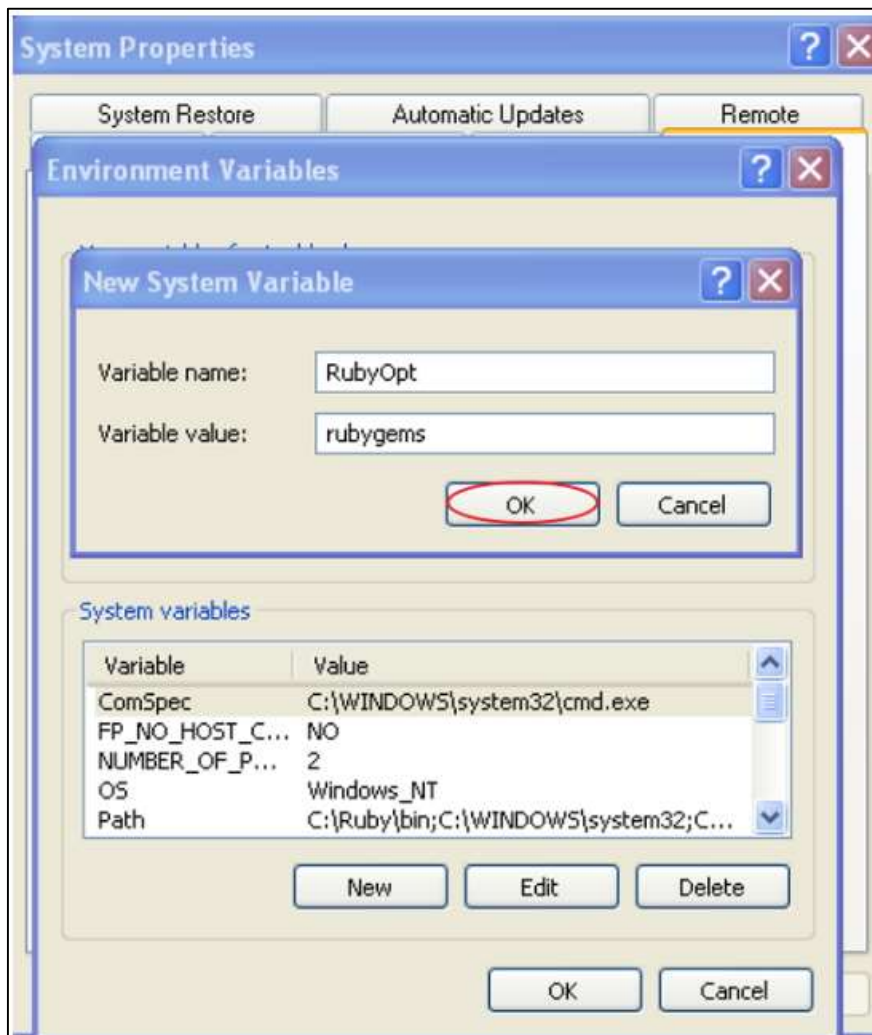 System Properties
System Restore Automatic Updates Remote
Environment Variables
New System Variable
Variable name: RubyOpt
Variable value: rubygems
OK Cancel
System variables
Variable Value
ComSpec C:\WINDOWS\system32\cmd.exe
FP_NO_HOST_C... NO
NUMBER_OF_P... 2
OS Windows_NT
Path C:\Ruby\bin;C:\WINDOWS\system32;C...
New Edit Delete
OK Cancel